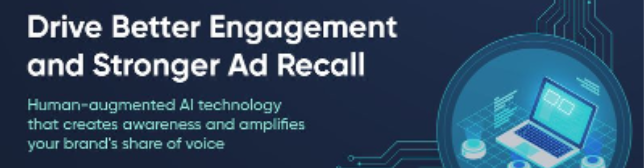 Drive Better Engagement
and Stronger Ad Recall
Human-augmented AI technology
that creates awareness and amplifies
your brand's share of voice